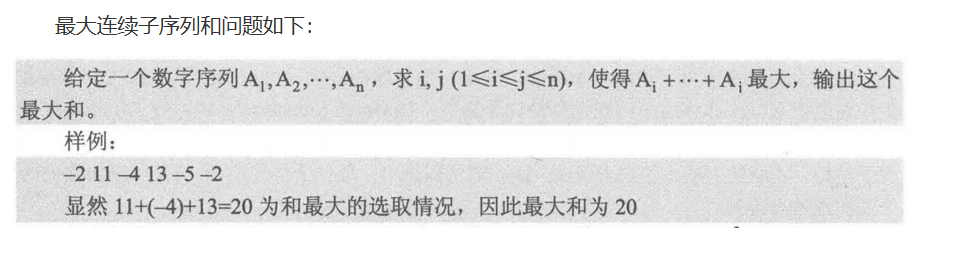 最大连续子序列和问题如下：
给定一个数字序列 A₁,A₂,⋯,Aₙ，求 i, j (1≤i≤j≤n)，使得 Aᵢ +⋯+ Aⱼ 最大，输出这个
最大和。
样例：
–2 11 –4 13 –5 –2
显然 11+(–4)+13=20 为和最大的选取情况，因此最大和为 20